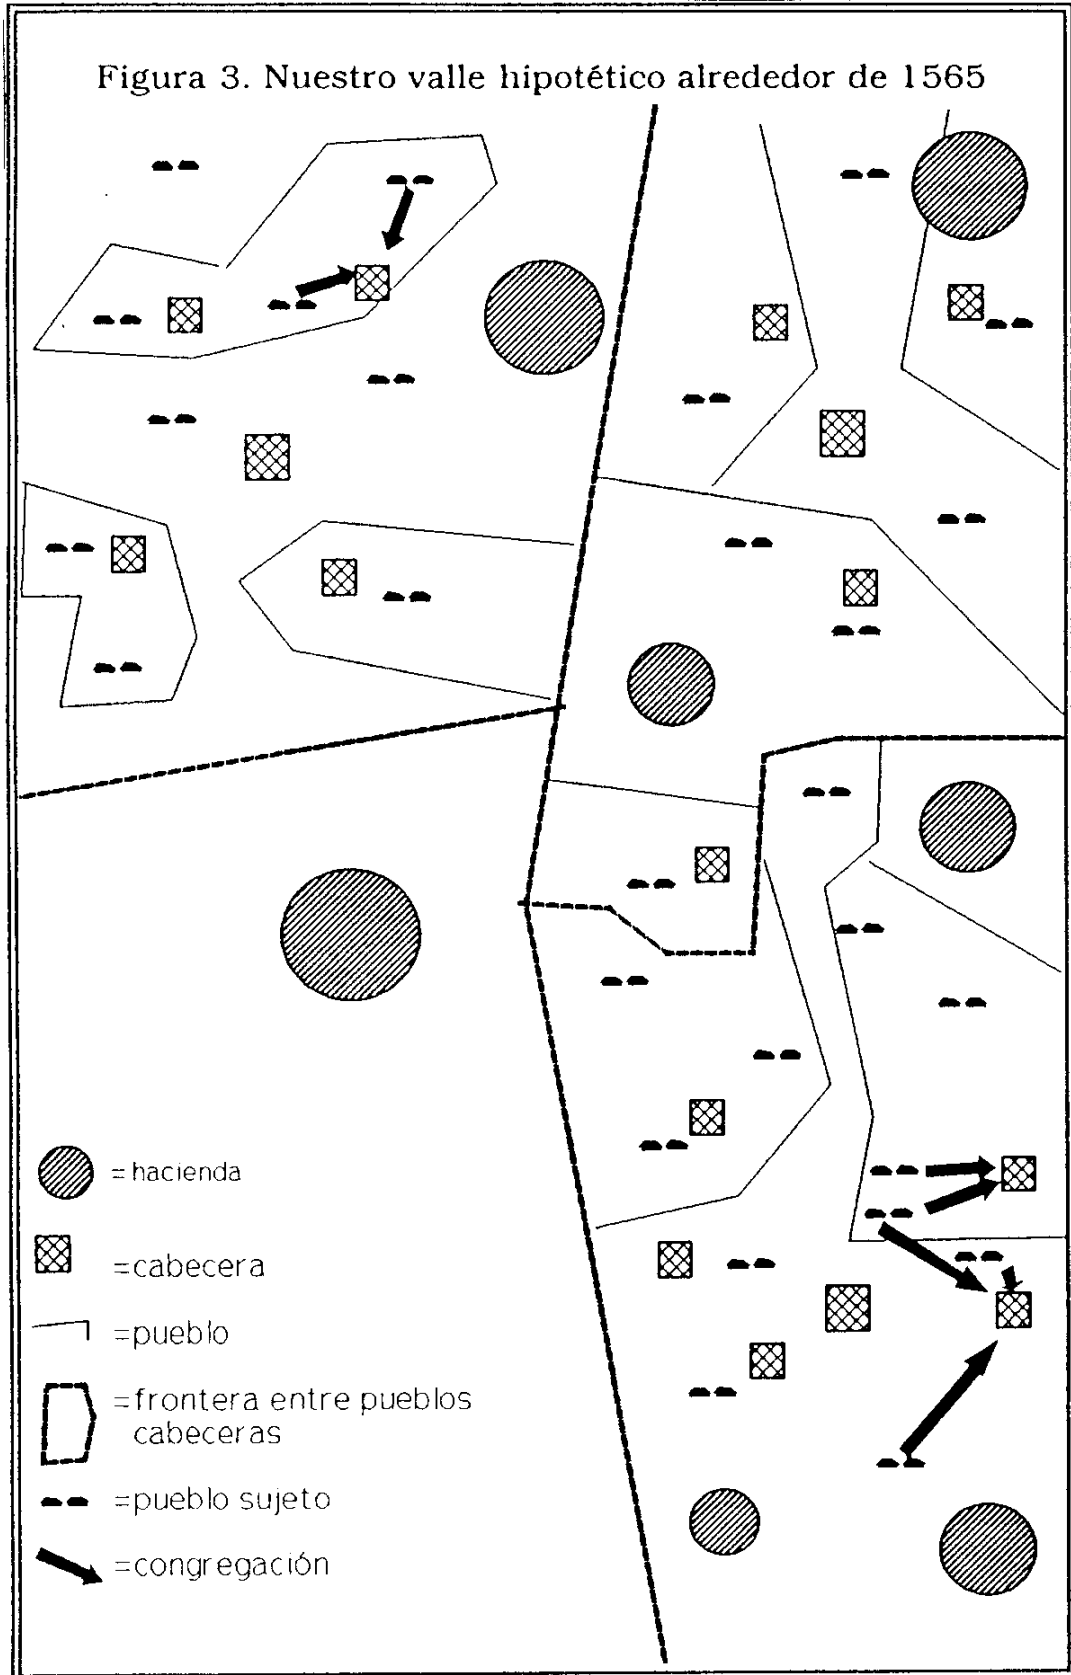 Figura 3. Nuestro valle hipotético alrededor de 1565
=hacienda
=cabecera
=pueblo
=frontera entre pueblos
cabeceras
=pueblo sujeto
=congregación